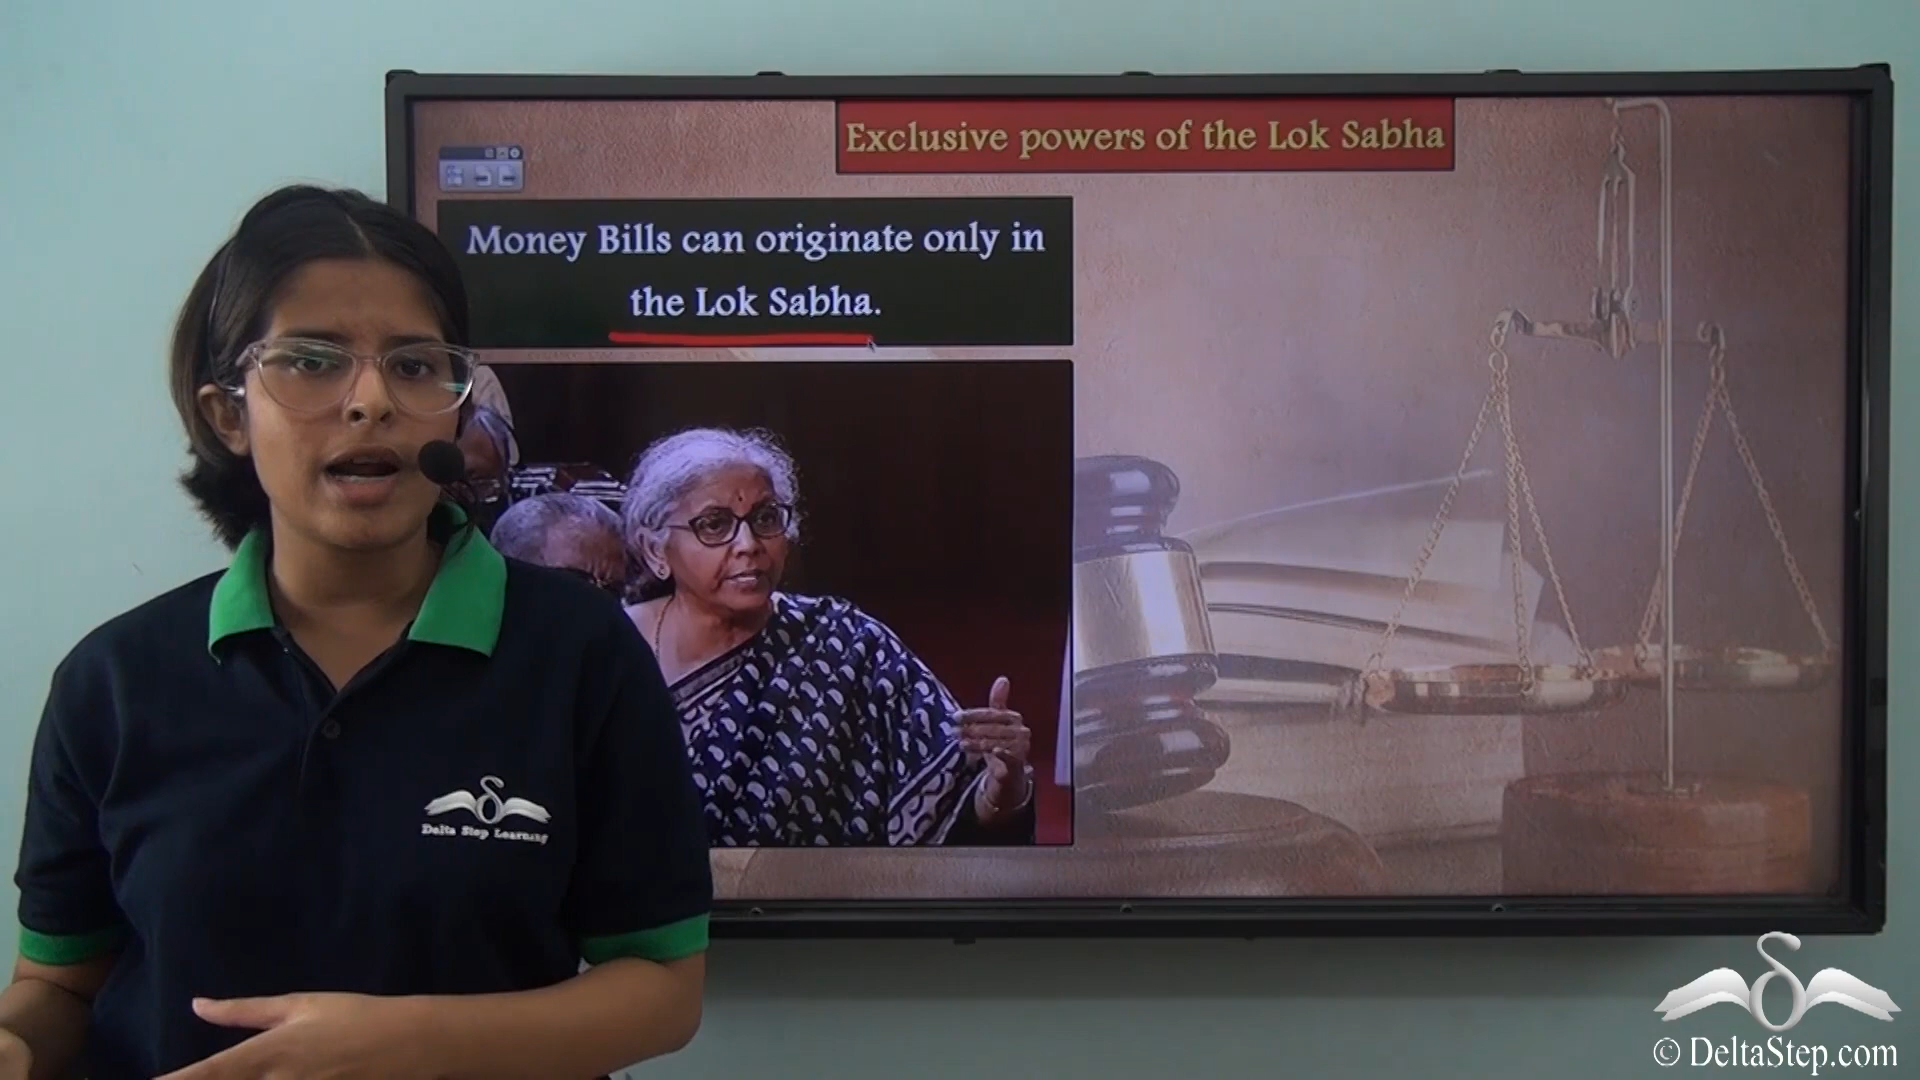 Exclusive powers of the Lok Sabha
Money Bills can originate only in
the Lok Sabha.
Delta Step Learning
© DeltaStep.com